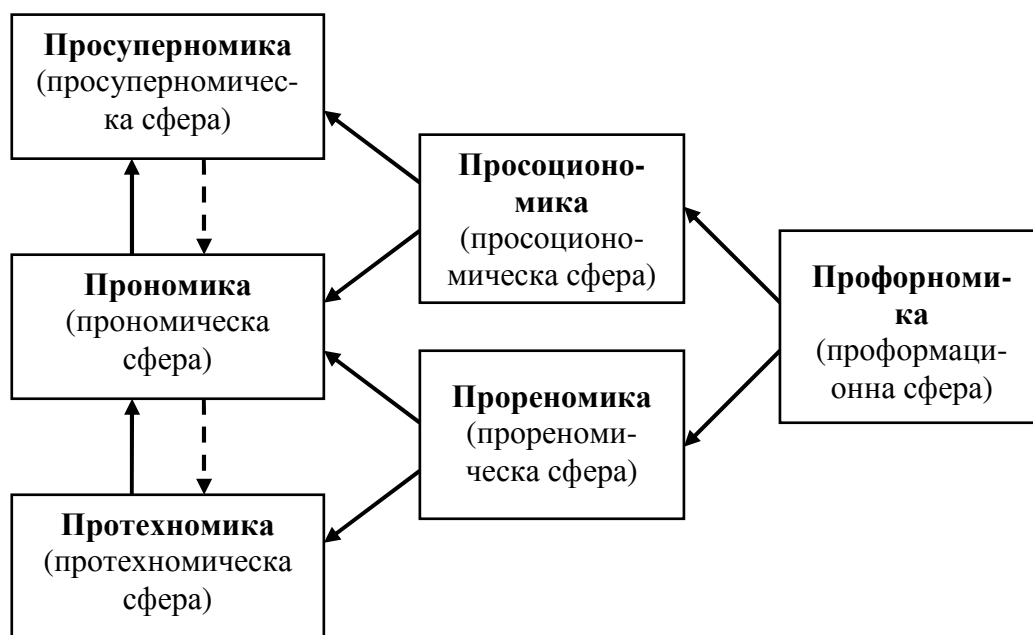 Просуперномика
(просуперномичес-
ка сфера)
Просоционо-
мика
(просоционо-
мическа сфера)
Прономика
(прономическа
сфера)
Профорноми-
ка
(проформаци-
онна сфера)
Прореномика
(прореноми-
ческа сфера)
Протехномика
(протехномическа
сфера)